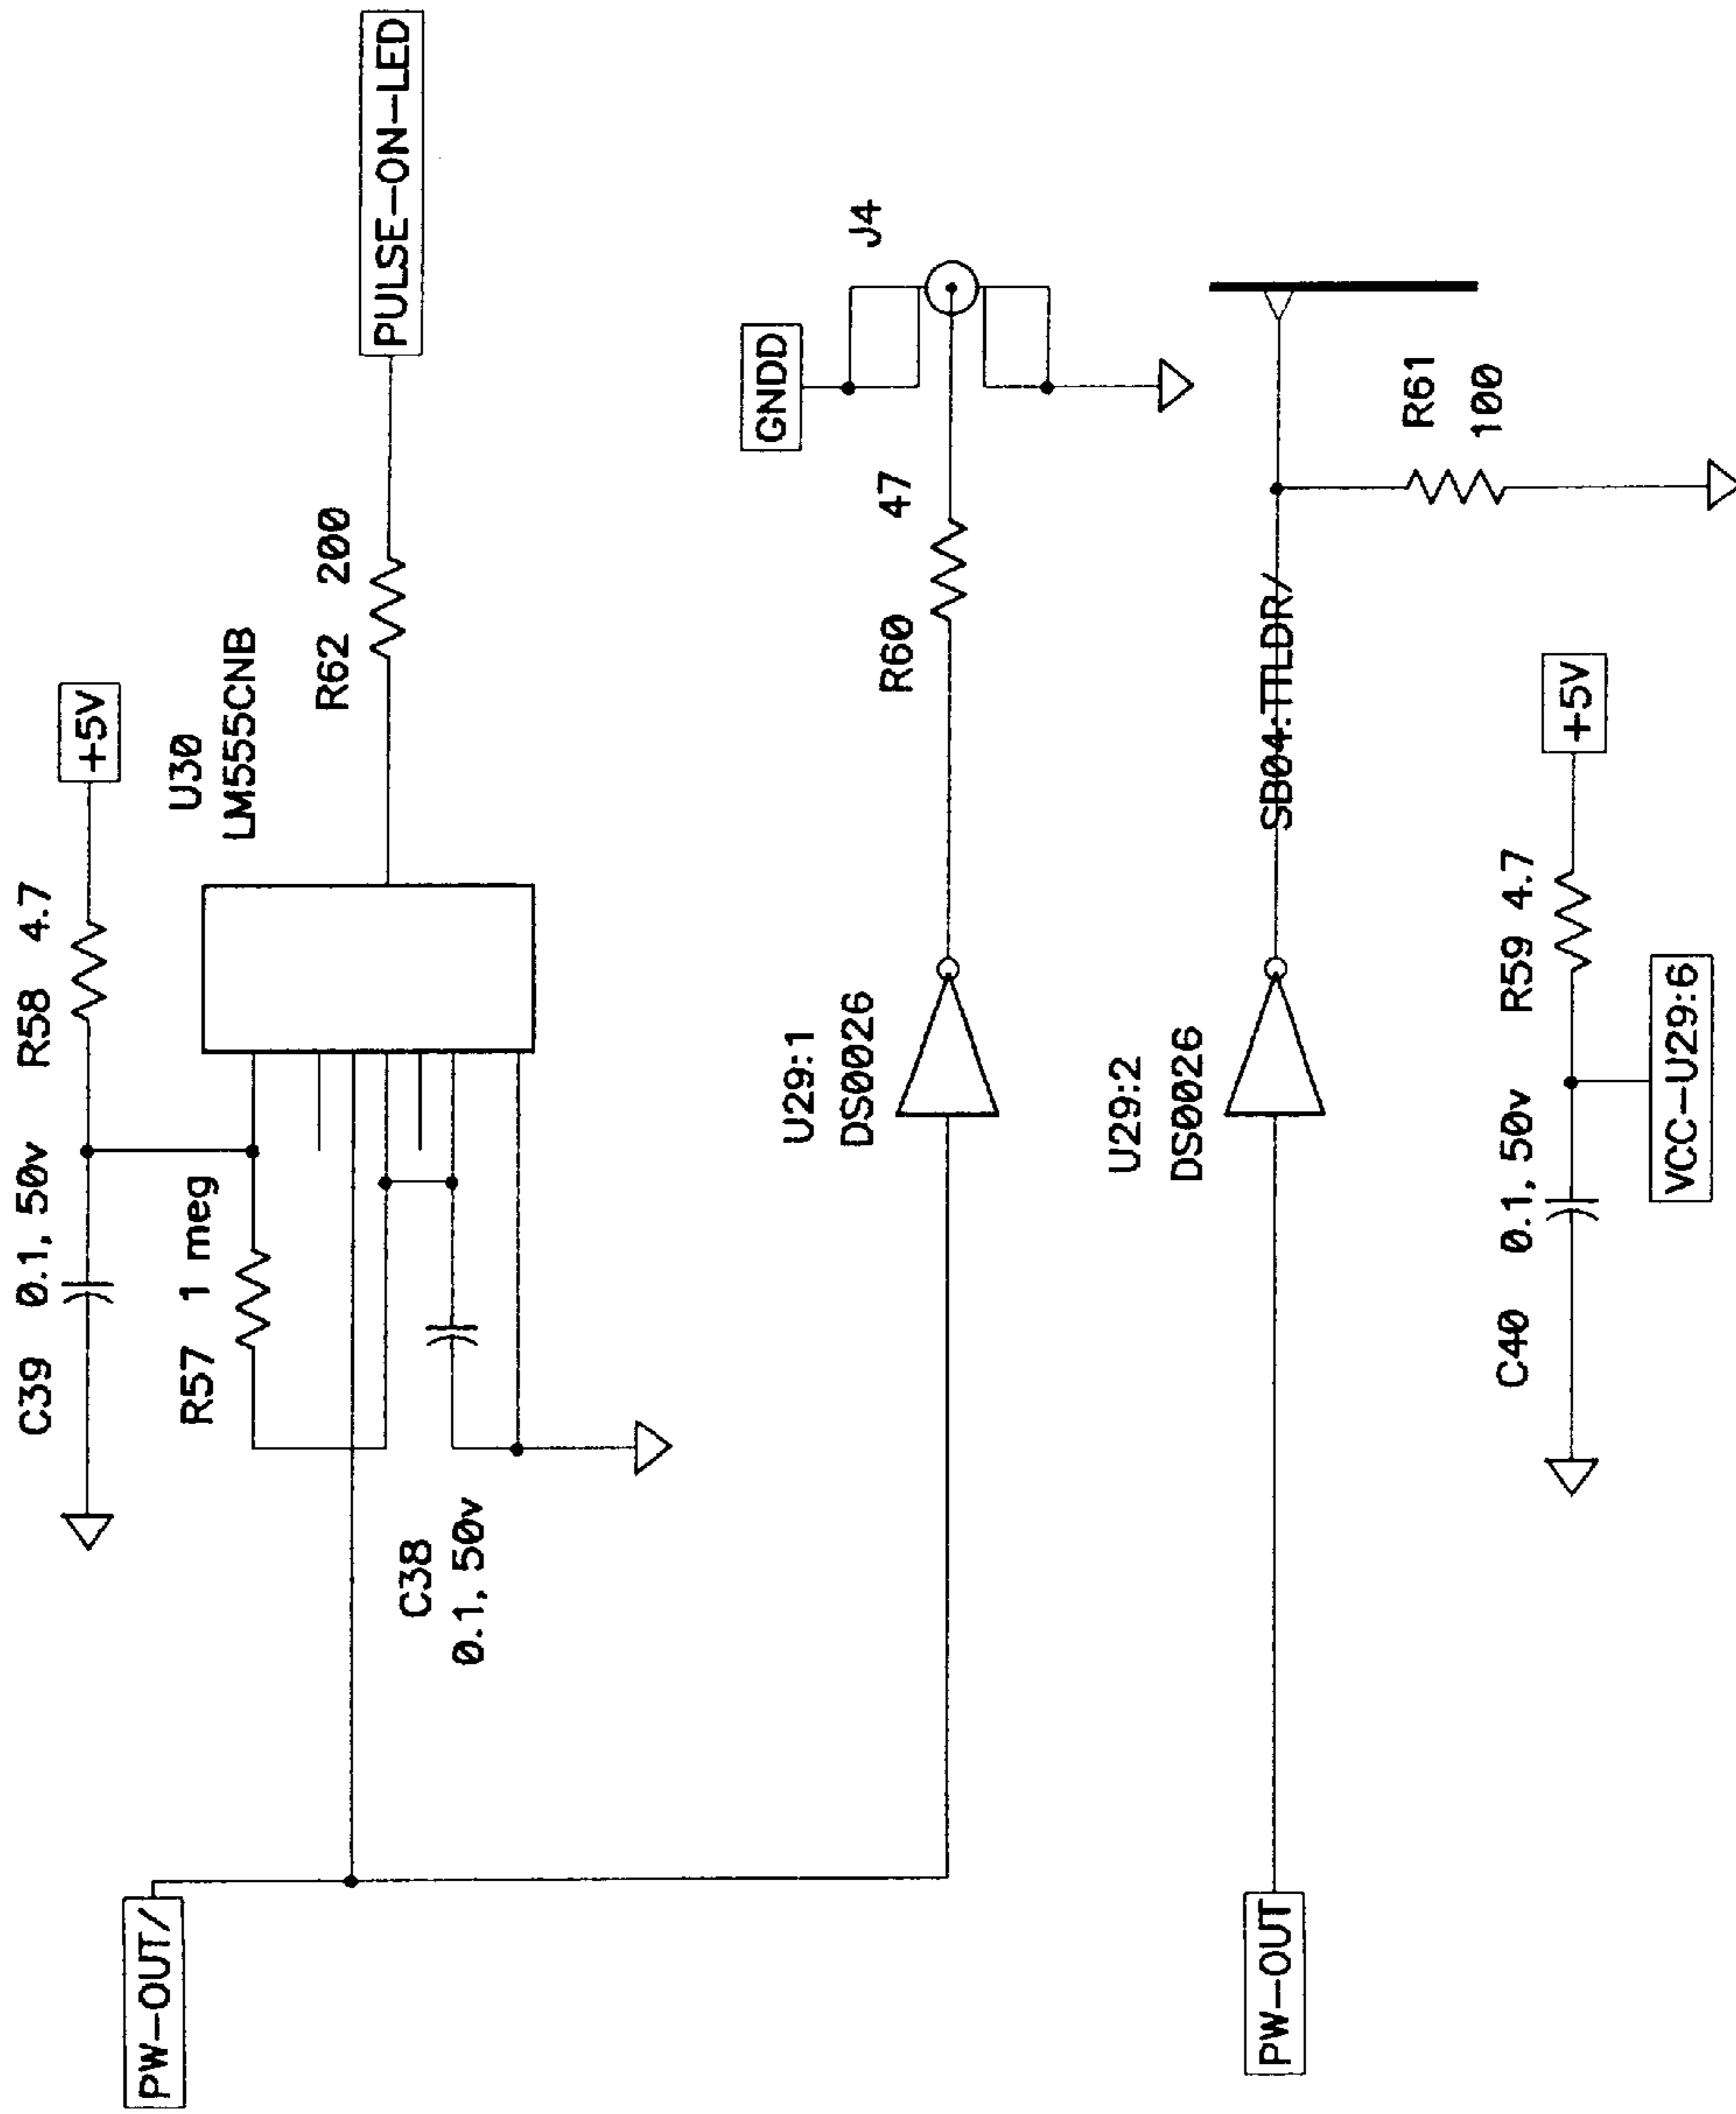 C39 0.1, 50v R58 4.7
+5V
R57 1 meg
U30
LM555CNB
PW-OUT/
C38
0.1, 50v
R62 200
PULSE-ON-LED
GNDD
U29:1
DS0026
R60 47
J4
U29:2
DS0026
PW-OUT
SB04:TTLDR/
R61
100
C40 0.1, 50v R59 4.7
+5V
VCC-U29:6